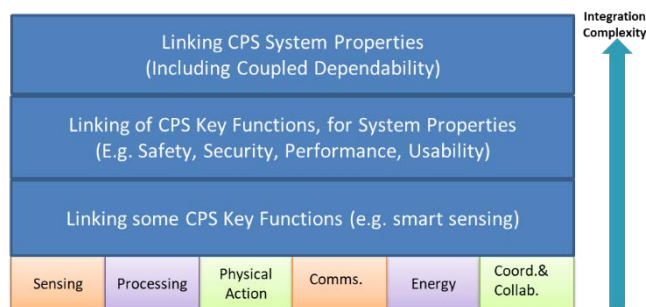 Integration
Complexity
Linking CPS System Properties
(Including Coupled Dependability)
Linking of CPS Key Functions, for System Properties
(E.g. Safety, Security, Performance, Usability)
Linking some CPS Key Functions (e.g. smart sensing)
Sensing
Processing
Physical
Action
Comms.
Energy
Coord.&
Collab.